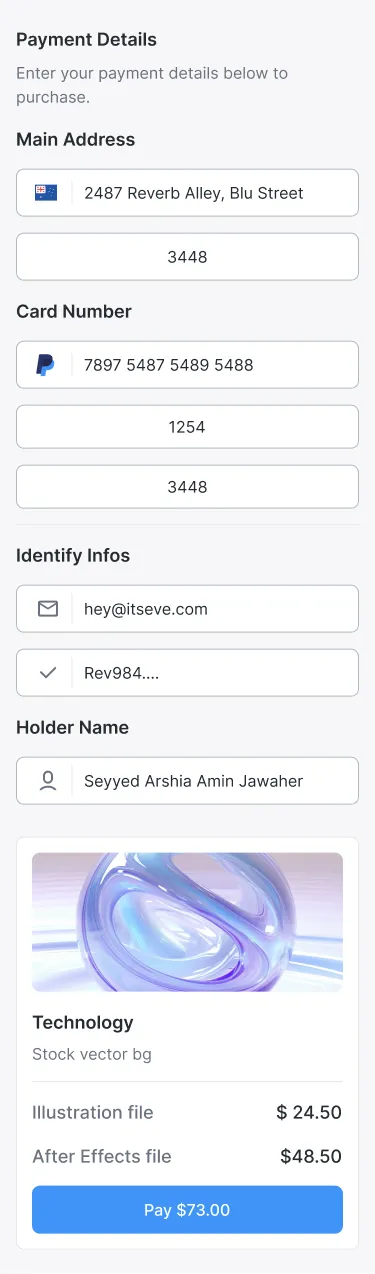 Payment Details
Enter your payment details below to
purchase.
Main Address
2487 Reverb Alley, Blu Street
3448
Card Number
7897 5487 5489 5488
1254
3448
Identify Infos
hey@itseve.com
Rev984....
Holder Name
Seyyed Arshia Amin Jawaher
Technology
Stock vector bg
Illustration file $ 24.50
After Effects file $48.50
Pay $73.00